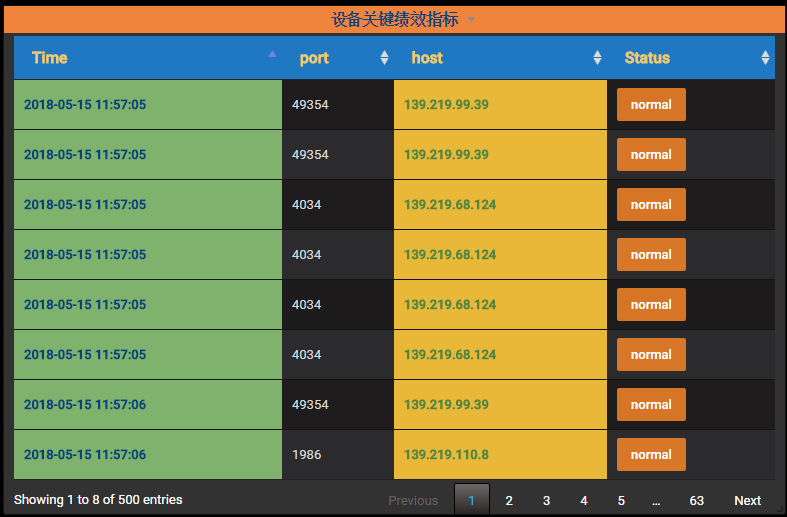 设备关键绩效指标
Time port host Status
2018-05-15 11:57:05 49354 139.219.99.39 normal
2018-05-15 11:57:05 49354 139.219.99.39 normal
2018-05-15 11:57:05 4034 139.219.68.124 normal
2018-05-15 11:57:05 4034 139.219.68.124 normal
2018-05-15 11:57:05 4034 139.219.68.124 normal
2018-05-15 11:57:05 4034 139.219.68.124 normal
2018-05-15 11:57:06 49354 139.219.99.39 normal
2018-05-15 11:57:06 1986 139.219.110.8 normal
Showing 1 to 8 of 500 entries Previous 1 2 3 4 5 … 63 Next